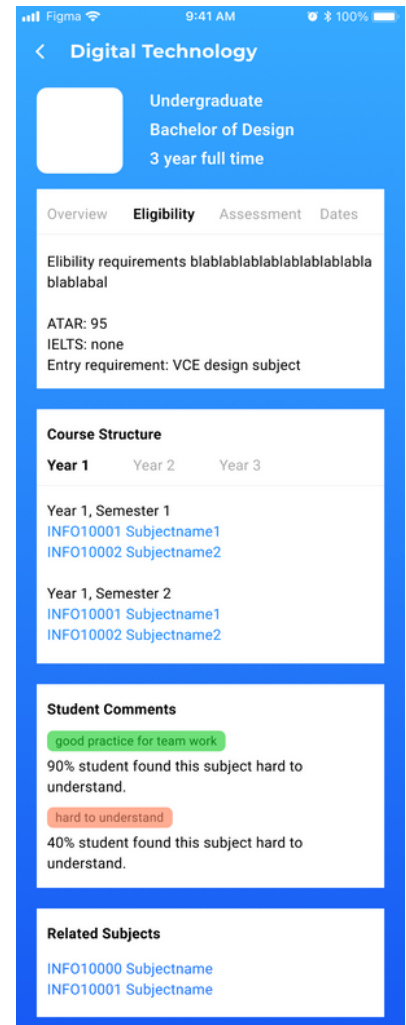 Figma 9:41 AM 100%
Digital Technology
Undergraduate
Bachelor of Design
3 year full time
Overview Eligibility Assessment Dates
Elibility requirements blablablablablablablablabla
blablabal
ATAR: 95
IELTS: none
Entry requirement: VCE design subject
Course Structure
Year 1 Year 2 Year 3
Year 1, Semester 1
INFO10001 Subjectname1
INFO10002 Subjectname2
Year 1, Semester 2
INFO10001 Subjectname1
INFO10002 Subjectname2
Student Comments
good practice for team work
90% student found this subject hard to
understand.
hard to understand
40% student found this subject hard to
understand.
Related Subjects
INFO10000 Subjectname
INFO10001 Subjectname